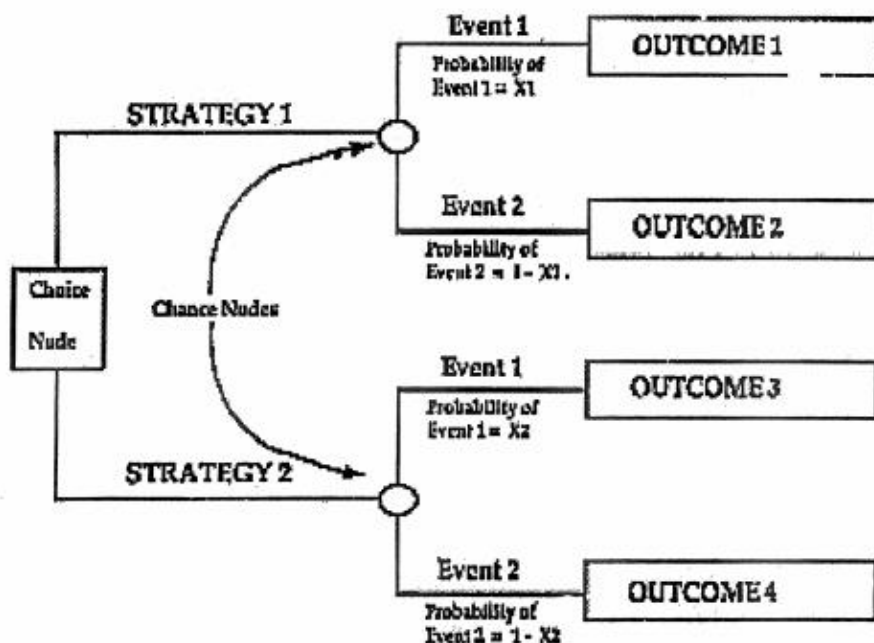 Event 1
OUTCOME 1
Probability of
Event 1 = X1
STRATEGY 1
Event 2
OUTCOME 2
Probability of
Event 2 = 1 - X1.
Choice
Node
Chance Nodes
Event 1
OUTCOME 3
Probability of
Event 1 = X2
STRATEGY 2
Event 2
OUTCOME 4
Probability of
Event 2 = 1 - X2